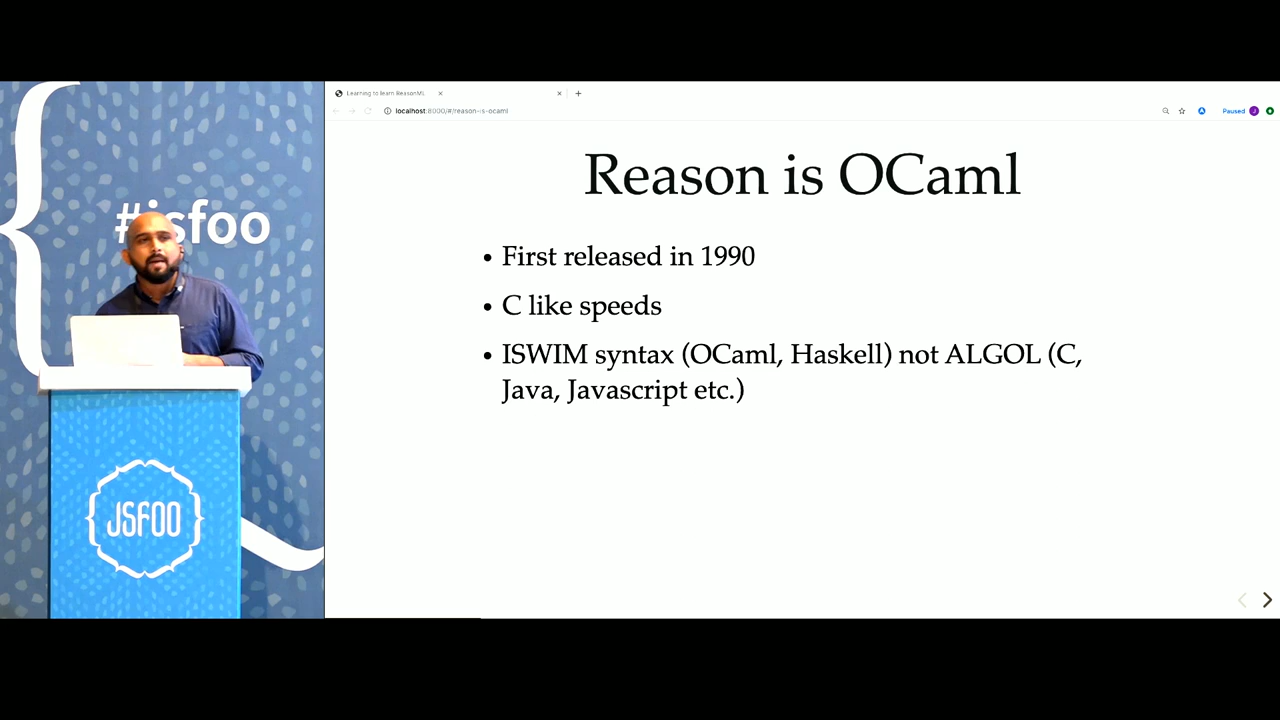 #jsfoo
JSFOO
Learning to learn ReasonML
localhost:8000/#/reason-is-ocaml
Paused
J
Reason is OCaml
• First released in 1990
• C like speeds
• ISWIM syntax (OCaml, Haskell) not ALGOL (C,
Java, Javascript etc.)